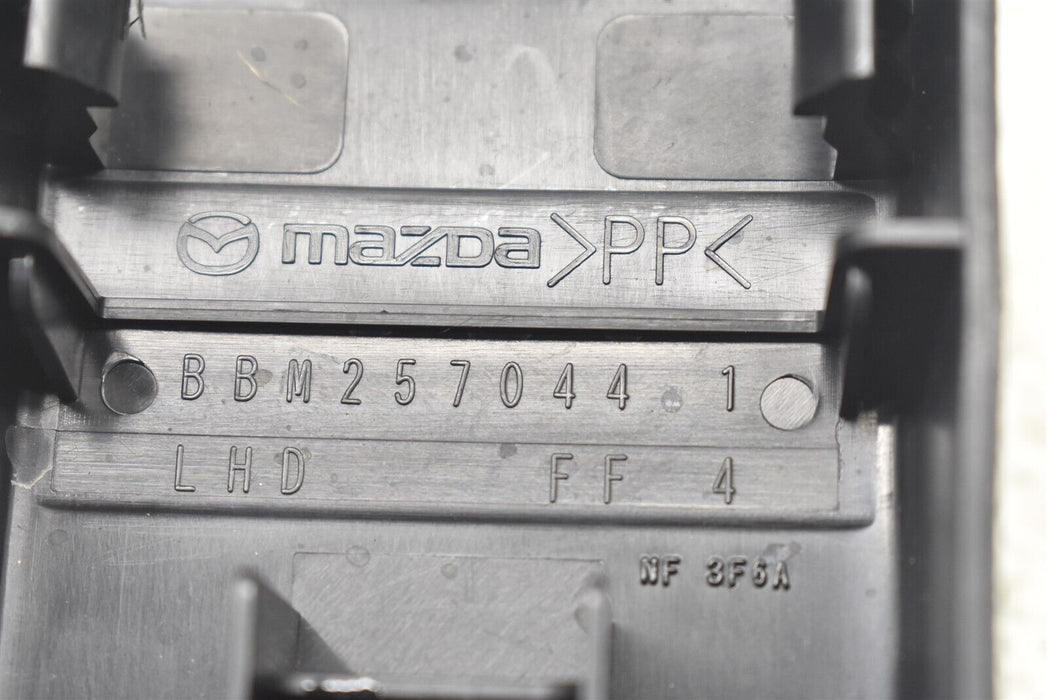 mazda >PP<
BBM257044 1
LHD FF 4
NF 3F6A